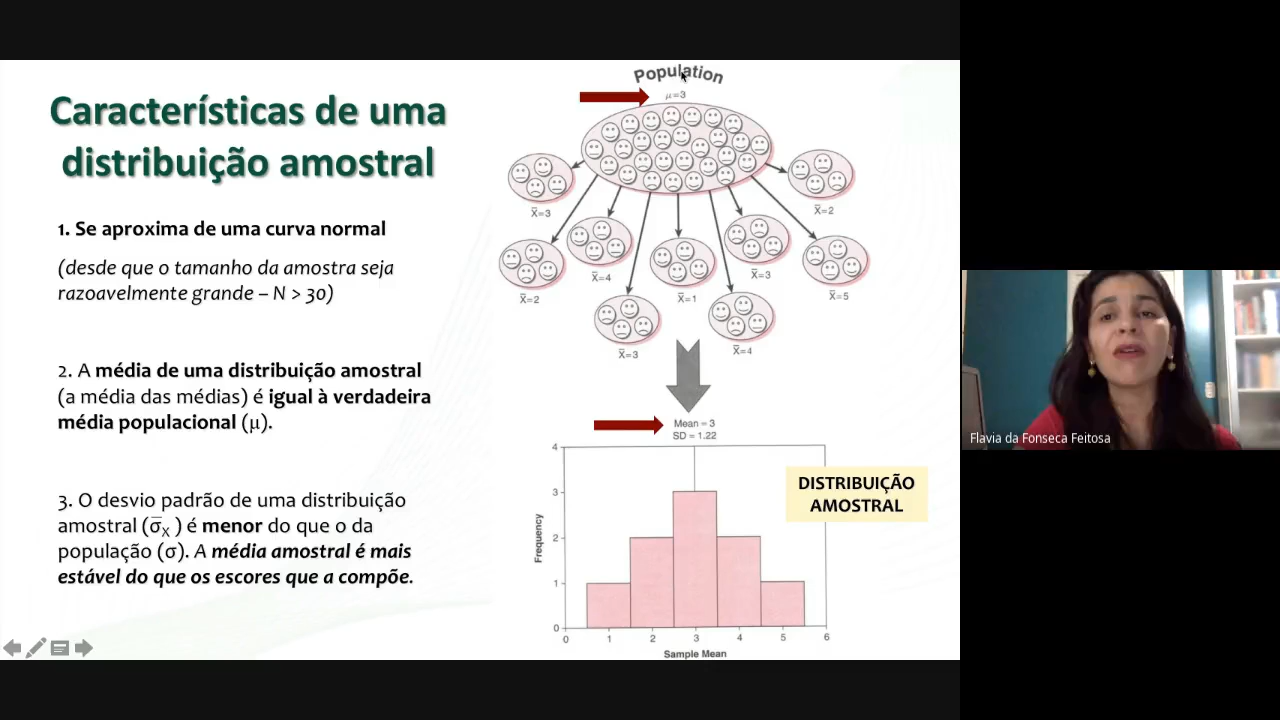 Características de uma
distribuição amostral
1. Se aproxima de uma curva normal
(desde que o tamanho da amostra seja
razoavelmente grande – N > 30)
2. A média de uma distribuição amostral
(a média das médias) é igual à verdadeira
média populacional (μ).
3. O desvio padrão de uma distribuição
amostral (σ̅X ) é menor do que o da
população (σ). A média amostral é mais
estável do que os escores que a compõe.
Population
μ=3
X̅=3
X̅=2
X̅=2
X̅=4
X̅=1
X̅=3
X̅=5
X̅=3
X̅=4
Mean = 3
SD = 1.22
DISTRIBUIÇÃO
AMOSTRAL
Frequency
4
3
2
1
0
0 1 2 3 4 5 6
Sample Mean
Flavia da Fonseca Feitosa